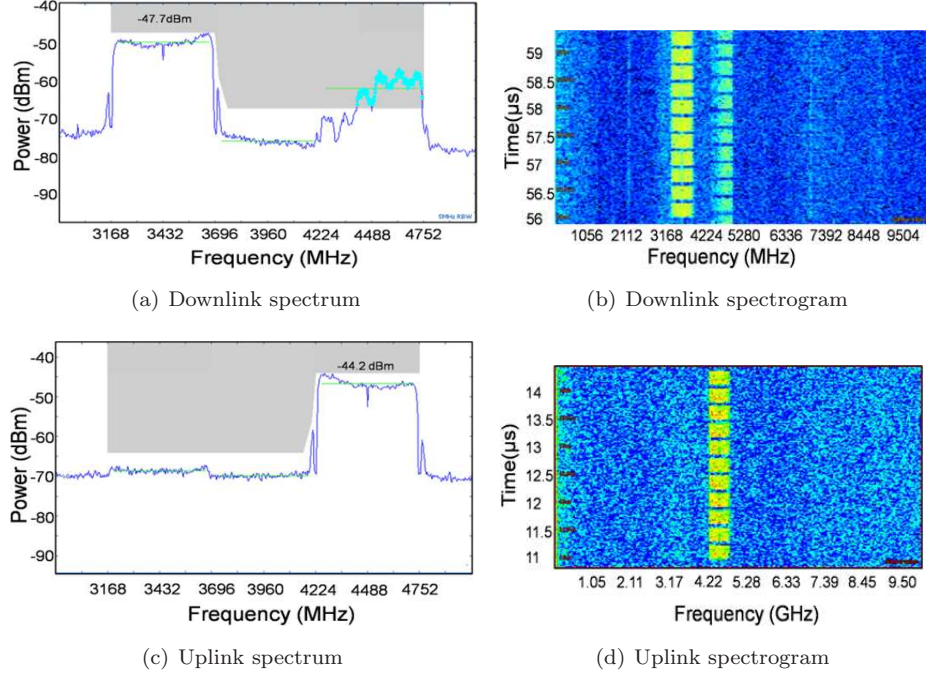 -47.7dBm
-40
-50
-60
-70
-80
-90
Power (dBm)
5MHz RBW
3168 3432 3696 3960 4224 4488 4752
Frequency (MHz)
(a) Downlink spectrum
59
58.5
58
57.5
57
56.5
56
Time(µs)
1056 2112 3168 4224 5280 6336 7392 8448 9504
Frequency (MHz)
(b) Downlink spectrogram
-44.2 dBm
-40
-50
-60
-70
-80
-90
Power (dBm)
3168 3432 3696 3960 4224 4488 4752
Frequency (MHz)
(c) Uplink spectrum
14
13.5
13
12.5
12
11.5
11
Time(µs)
1.05 2.11 3.17 4.22 5.28 6.33 7.39 8.45 9.50
Frequency (GHz)
(d) Uplink spectrogram